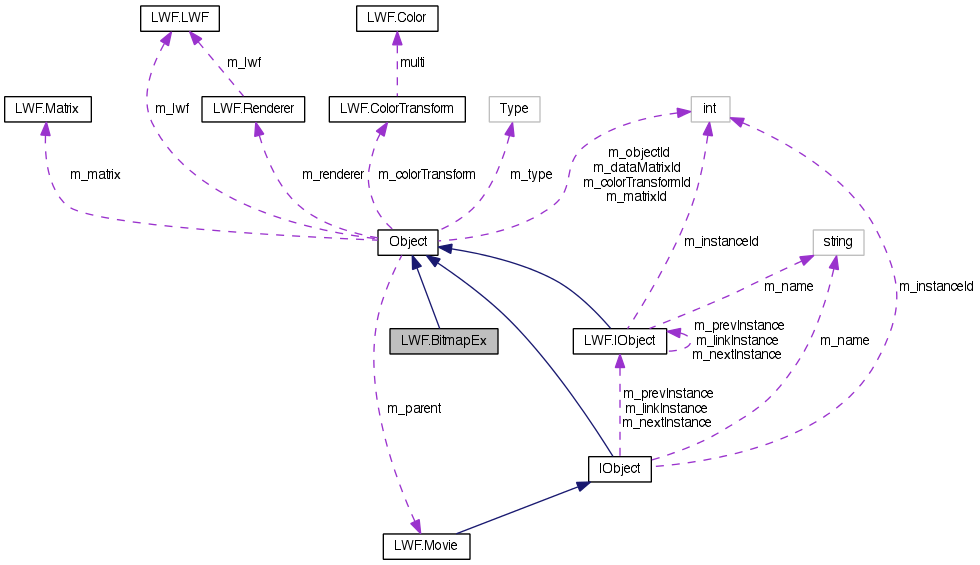 LWF.LWF
LWF.Color
m_lwf
multi
LWF.Matrix
m_lwf
LWF.Renderer
LWF.ColorTransform
Type
int
m_matrix
m_renderer
m_colorTransform
m_type
m_objectId
m_dataMatrixId
m_colorTransformId
m_matrixId
Object
m_instanceId
string
m_name
m_instanceId
LWF.BitmapEx
LWF.IObject
m_prevInstance
m_linkInstance
m_nextInstance
m_name
m_parent
m_prevInstance
m_linkInstance
m_nextInstance
IObject
LWF.Movie